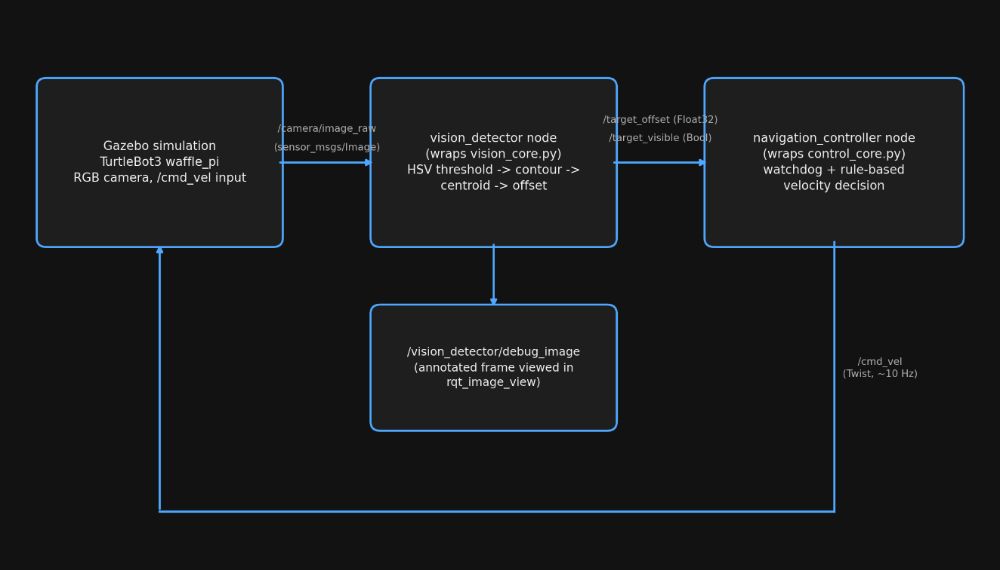 Gazebo simulation
TurtleBot3 waffle_pi
RGB camera, /cmd_vel input
/camera/image_raw
(sensor_msgs/Image)
vision_detector node
(wraps vision_core.py)
HSV threshold -> contour ->
centroid -> offset
/target_offset (Float32)
/target_visible (Bool)
navigation_controller node
(wraps control_core.py)
watchdog + rule-based
velocity decision
/vision_detector/debug_image
(annotated frame viewed in
rqt_image_view)
/cmd_vel
(Twist, ~10 Hz)